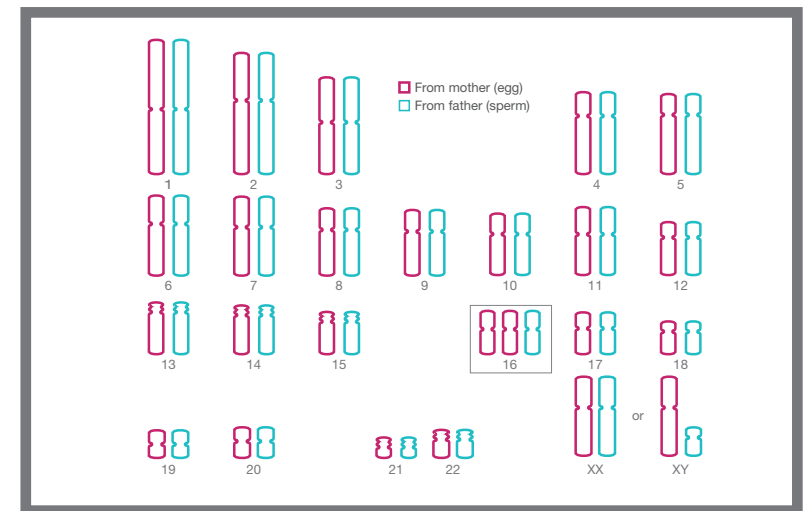 From mother (egg)
From father (sperm)
1 2 3 4 5
6 7 8 9 10 11 12
13 14 15 16 17 18
or
19 20 21 22 XX XY